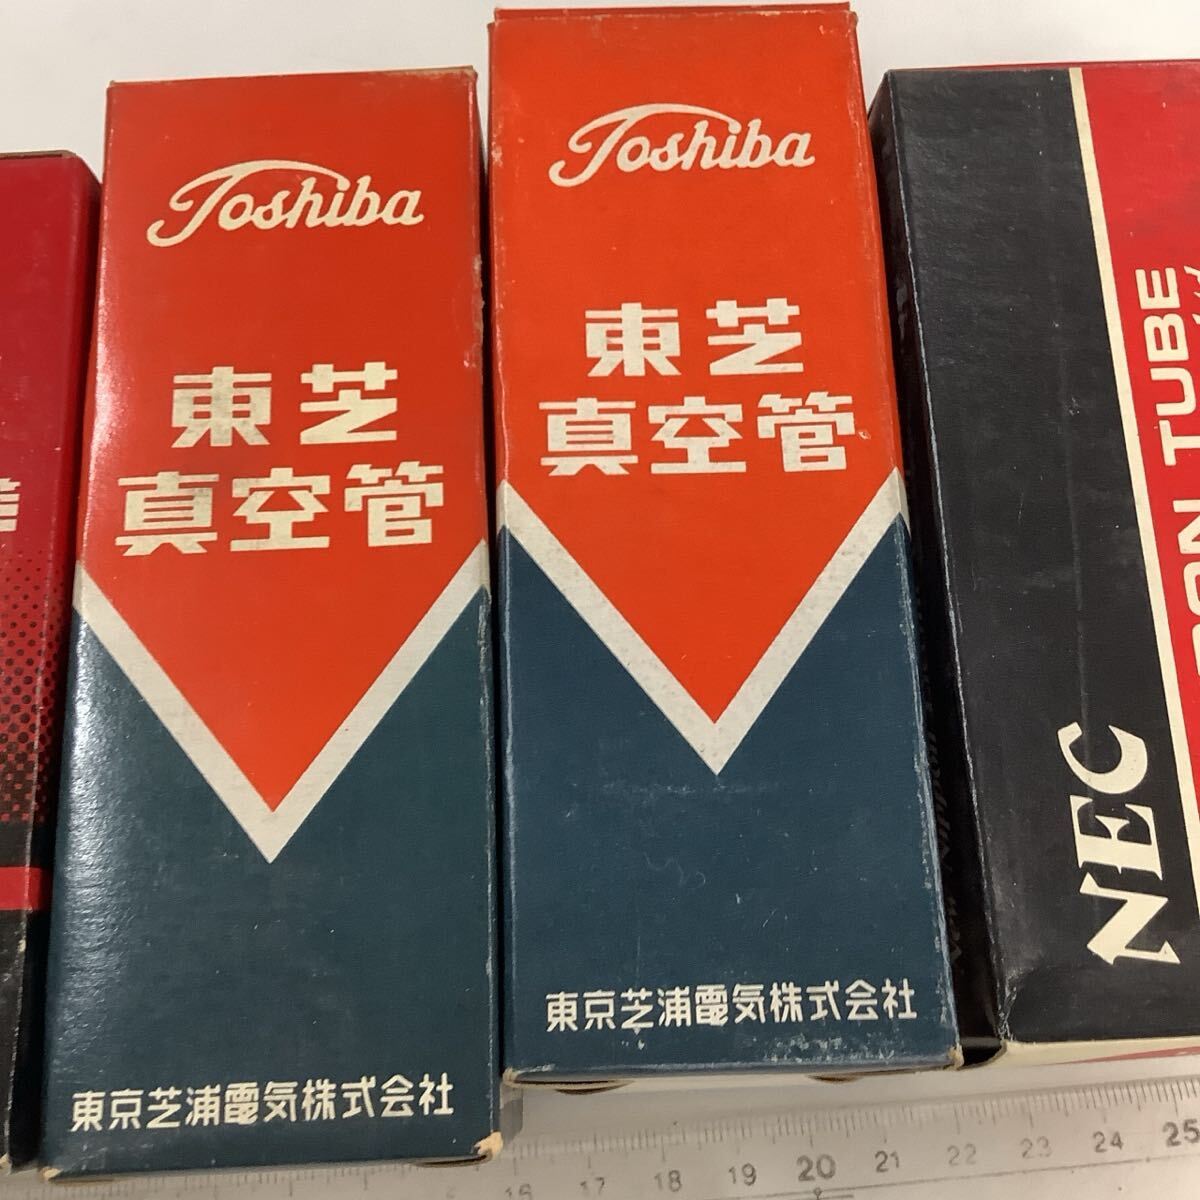 Toshiba
東芝
真空管
東京芝浦電気株式会社
Toshiba
東芝
真空管
東京芝浦電気株式会社
NEC
TUBE
16 17 18 19 20 21 22 23 24 25